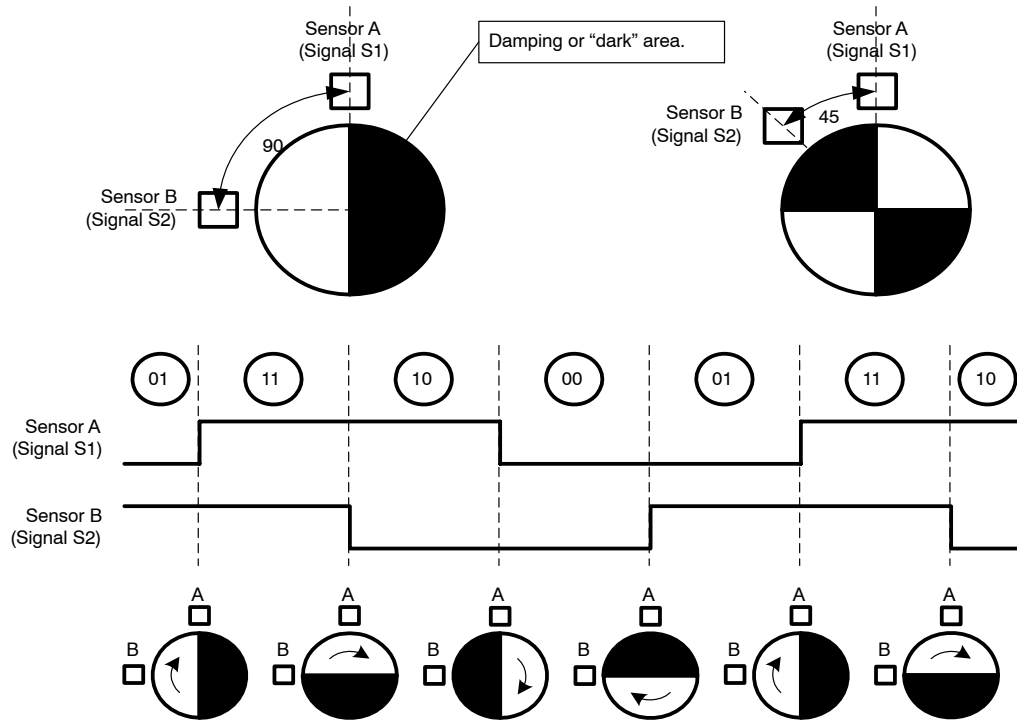 Sensor A
(Signal S1)
Damping or “dark” area.
Sensor A
(Signal S1)
Sensor B
(Signal S2)
45
90
Sensor B
(Signal S2)
01
11
10
00
01
11
10
Sensor A
(Signal S1)
Sensor B
(Signal S2)
A
A
A
A
A
A
B
B
B
B
B
B